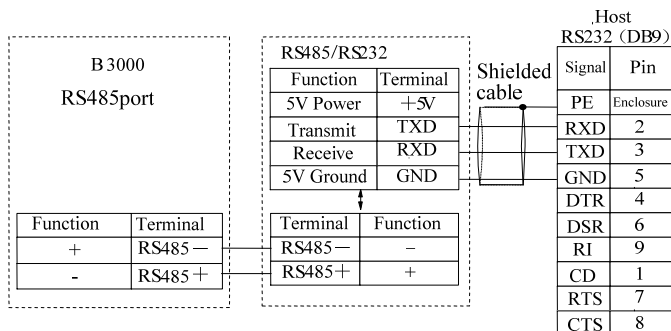 B3000
RS485port
Function Terminal
+ RS485－
- RS485＋
RS485/RS232
Function Terminal
5V Power ＋5V
Transmit TXD
Receive RXD
5V Ground GND
Terminal Function
RS485－ －
RS485＋ +
Shielded
cable
Host
RS232（DB9）
Signal Pin
PE Enclosure
RXD 2
TXD 3
GND 5
DTR 4
DSR 6
RI 9
CD 1
RTS 7
CTS 8